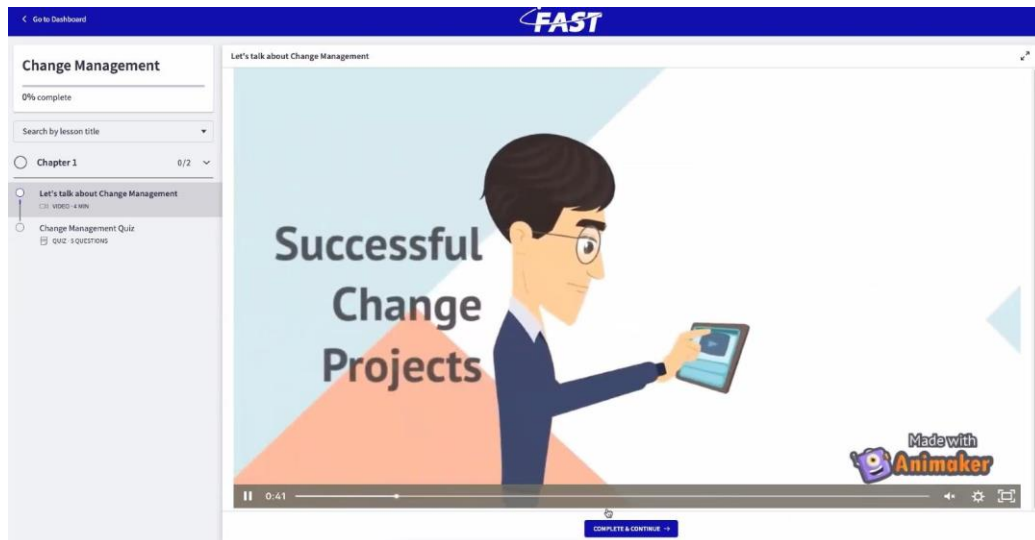 Go to Dashboard
FAST
Change Management
0% complete
Search by lesson title
Chapter 1 0/2
Let's talk about Change Management
VIDEO · 4 MIN
Change Management Quiz
QUIZ · 5 QUESTIONS
Let's talk about Change Management
Successful
Change
Projects
Made with
Animaker
0:41
COMPLETE & CONTINUE →